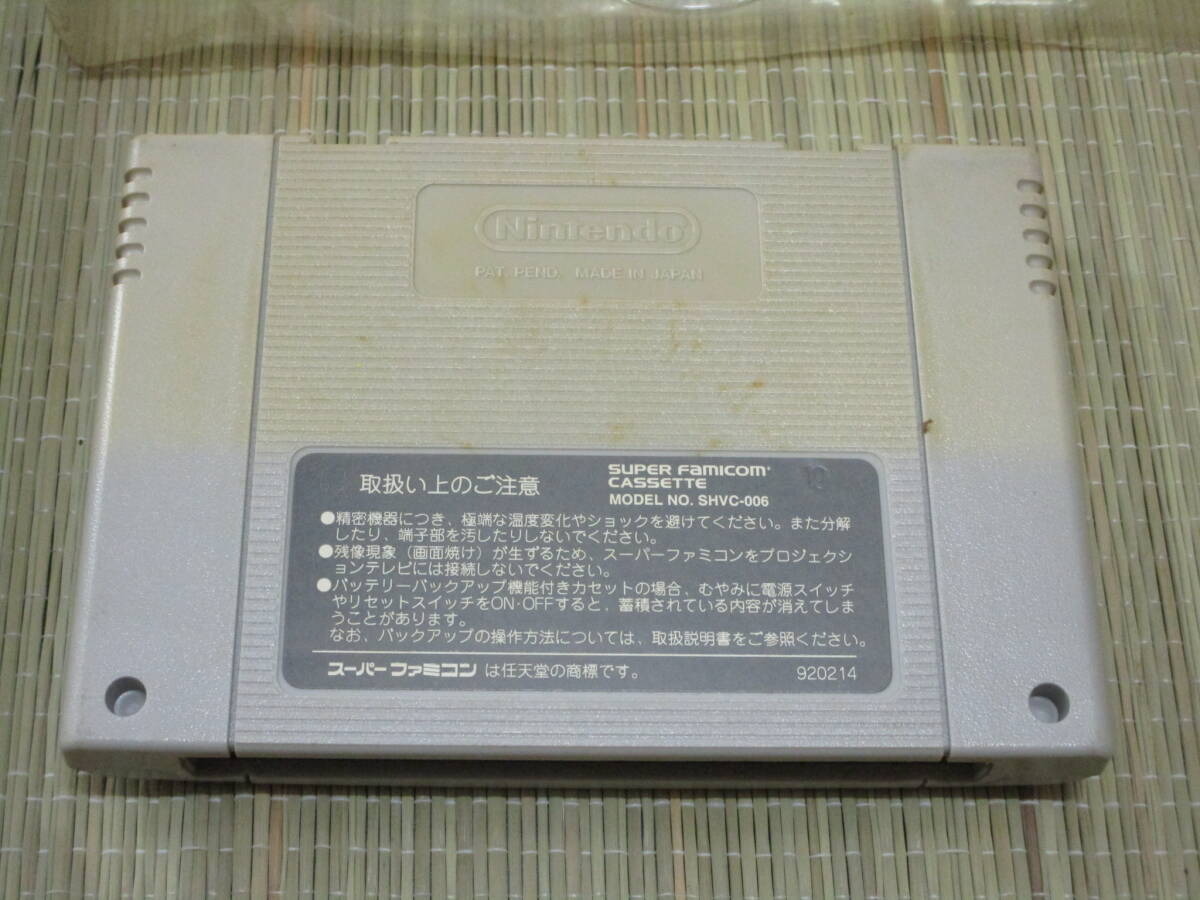 Nintendo
PAT. PEND. MADE IN JAPAN
取扱い上のご注意
SUPER FAMICOM
CASSETTE
MODEL NO. SHVC-006
10
●精密機器につき、極端な温度変化やショックを避けてください。また分解
したり、端子部を汚したりしないでください。
●残像現象（画面焼け）が生ずるため、スーパーファミコンをプロジェクシ
ョンテレビには接続しないでください。
●バッテリーバックアップ機能付きカセットの場合、むやみに電源スイッチ
やリセットスイッチをON・OFFすると、蓄積されている内容が消えてしま
うことがあります。
なお、バックアップの操作方法については、取扱説明書をご参照ください。
スーパーファミコンは任天堂の商標です。
920214